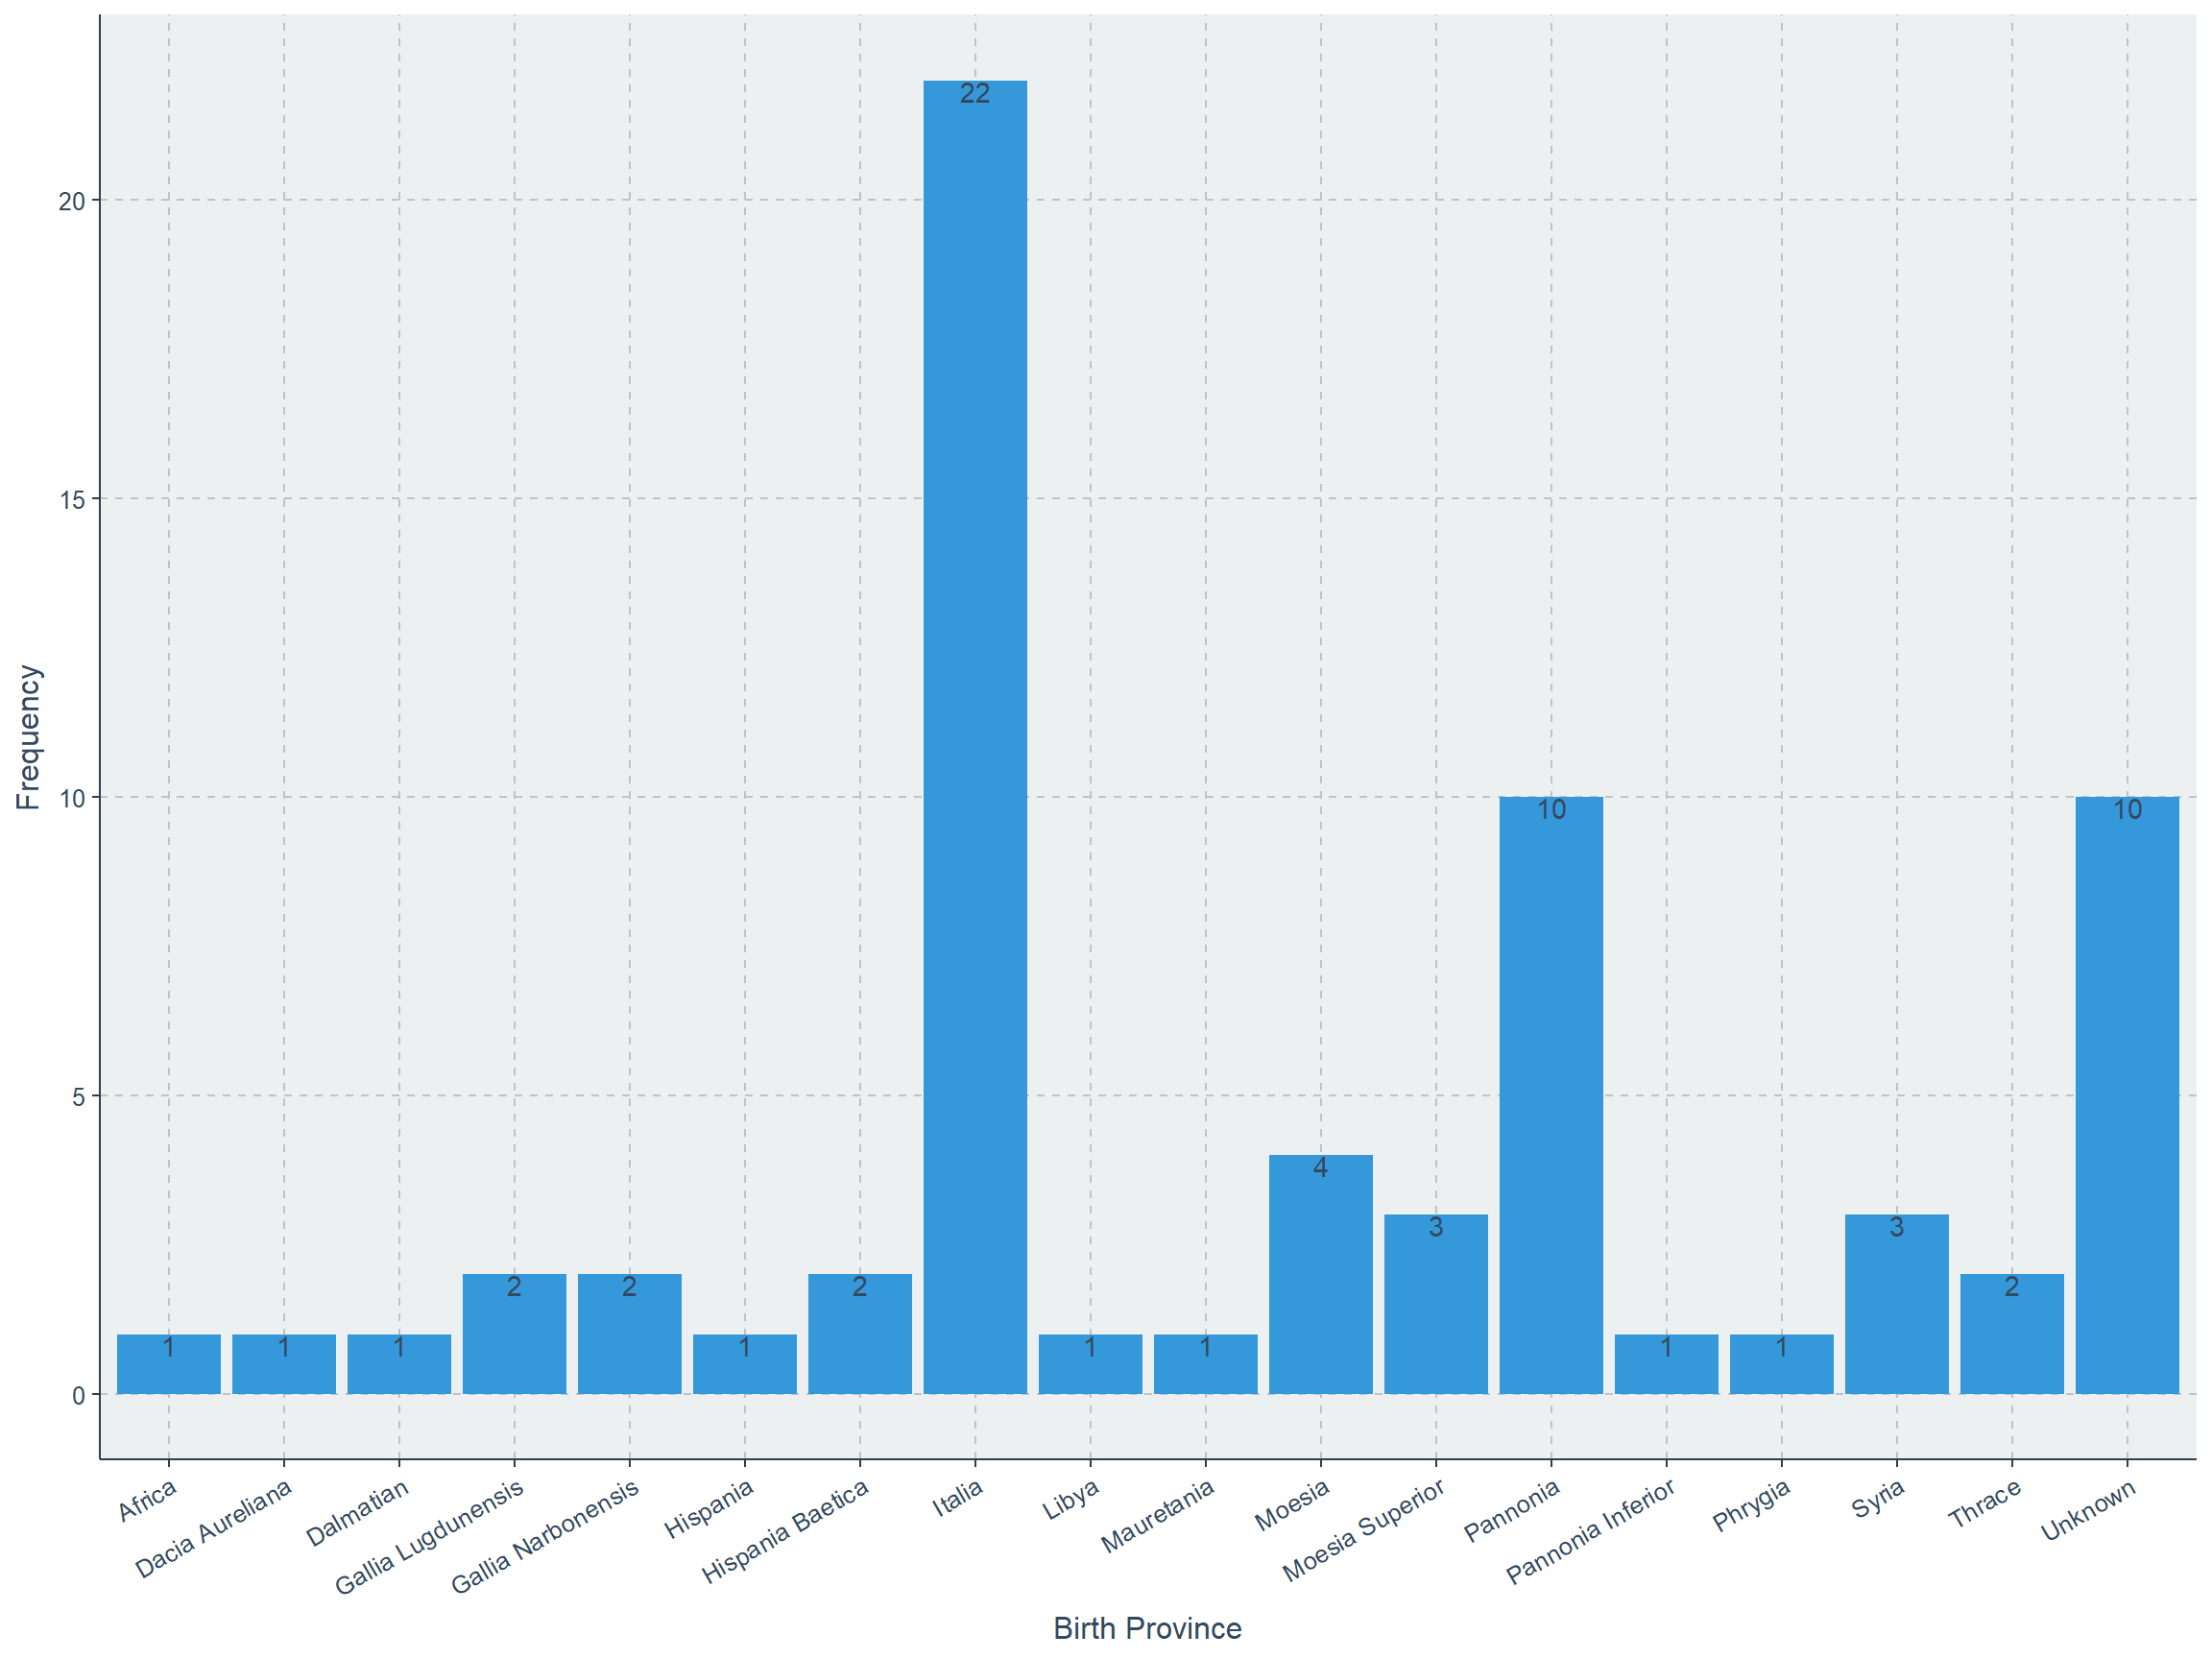 Frequency
20
15
10
5
0
22
10
10
4
3
3
2
2
2
2
1
1
1
1
1
1
1
1
Africa
Dacia Aureliana
Dalmatian
Gallia Lugdunensis
Gallia Narbonensis
Hispania
Hispania Baetica
Italia
Libya
Mauretania
Moesia
Moesia Superior
Pannonia
Pannonia Inferior
Phrygia
Syria
Thrace
Unknown
Birth Province